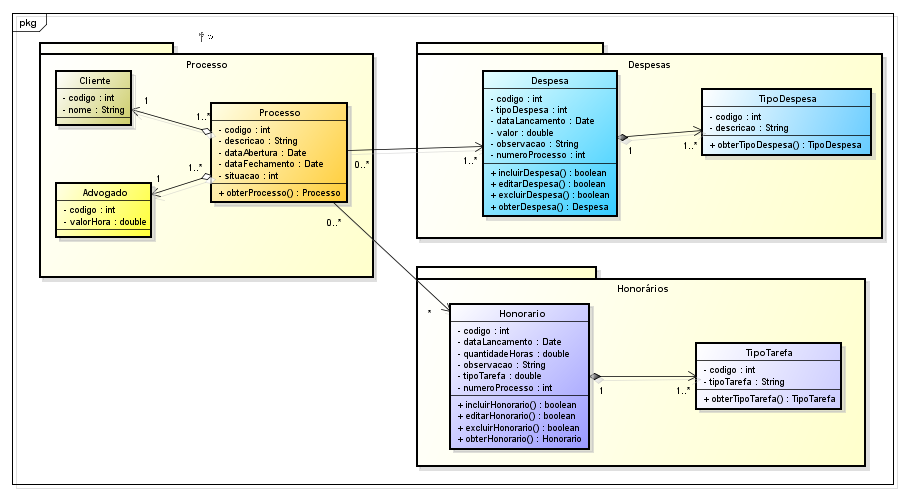 pkg
Processo
Cliente
- codigo : int
- nome : String
1
1..*
Processo
- codigo : int
- descricao : String
- dataAbertura : Date
- dataFechamento : Date
- situacao : int
+ obterProcesso() : Processo
1..*
1
Advogado
- codigo : int
- valorHora : double
0..*
0..*
Despesas
Despesa
- codigo : int
- tipoDespesa : int
- dataLancamento : Date
- valor : double
- observacao : String
- numeroProcesso : int
+ incluirDespesa() : boolean
+ editarDespesa() : boolean
+ excluirDespesa() : boolean
+ obterDespesa() : Despesa
1..*
1
1..*
TipoDespesa
- codigo : int
- descricao : String
+ obterTipoDespesa() : TipoDespesa
Honorários
*
Honorario
- codigo : int
- dataLancamento : Date
- quantidadeHoras : double
- observacao : String
- tipoTarefa : double
- numeroProcesso : int
+ incluirHonorario() : boolean
+ editarHonorario() : boolean
+ excluirHonorario() : boolean
+ obterHonorario() : Honorario
1
1..*
TipoTarefa
- codigo : int
- tipoTarefa : String
+ obterTipoTarefa() : TipoTarefa